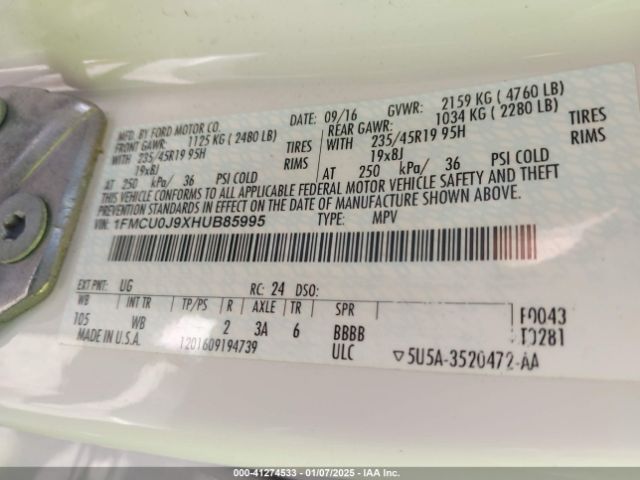 MFD. BY FORD MOTOR CO.
DATE: 09/16 GVWR: 2159 KG ( 4760 LB)
FRONT GAWR: 1125 KG ( 2480 LB) REAR GAWR: 1034 KG ( 2280 LB)
WITH 235/45R19 95H TIRES WITH 235/45R19 95H TIRES
19x8J RIMS 19x8J RIMS
AT 250 kPa/ 36 PSI COLD AT 250 kPa/ 36 PSI COLD
THIS VEHICLE CONFORMS TO ALL APPLICABLE FEDERAL MOTOR VEHICLE SAFETY AND THEFT
PREVENTION STANDARDS IN EFFECT ON THE DATE OF MANUFACTURE SHOWN ABOVE.
VIN: 1FMCU0J9XHUB85995 TYPE: MPV
EXT PNT: UG RC: 24 DSO:
WB INT TR TP/PS R AXLE TR SPR
105 WB 2 3A 6 BBBB
F0043
T0281
MADE IN U.S.A. 1201609194739 ULC
5U5A-3520472-AA
000-41274533 - 01/07/2025 - IAA